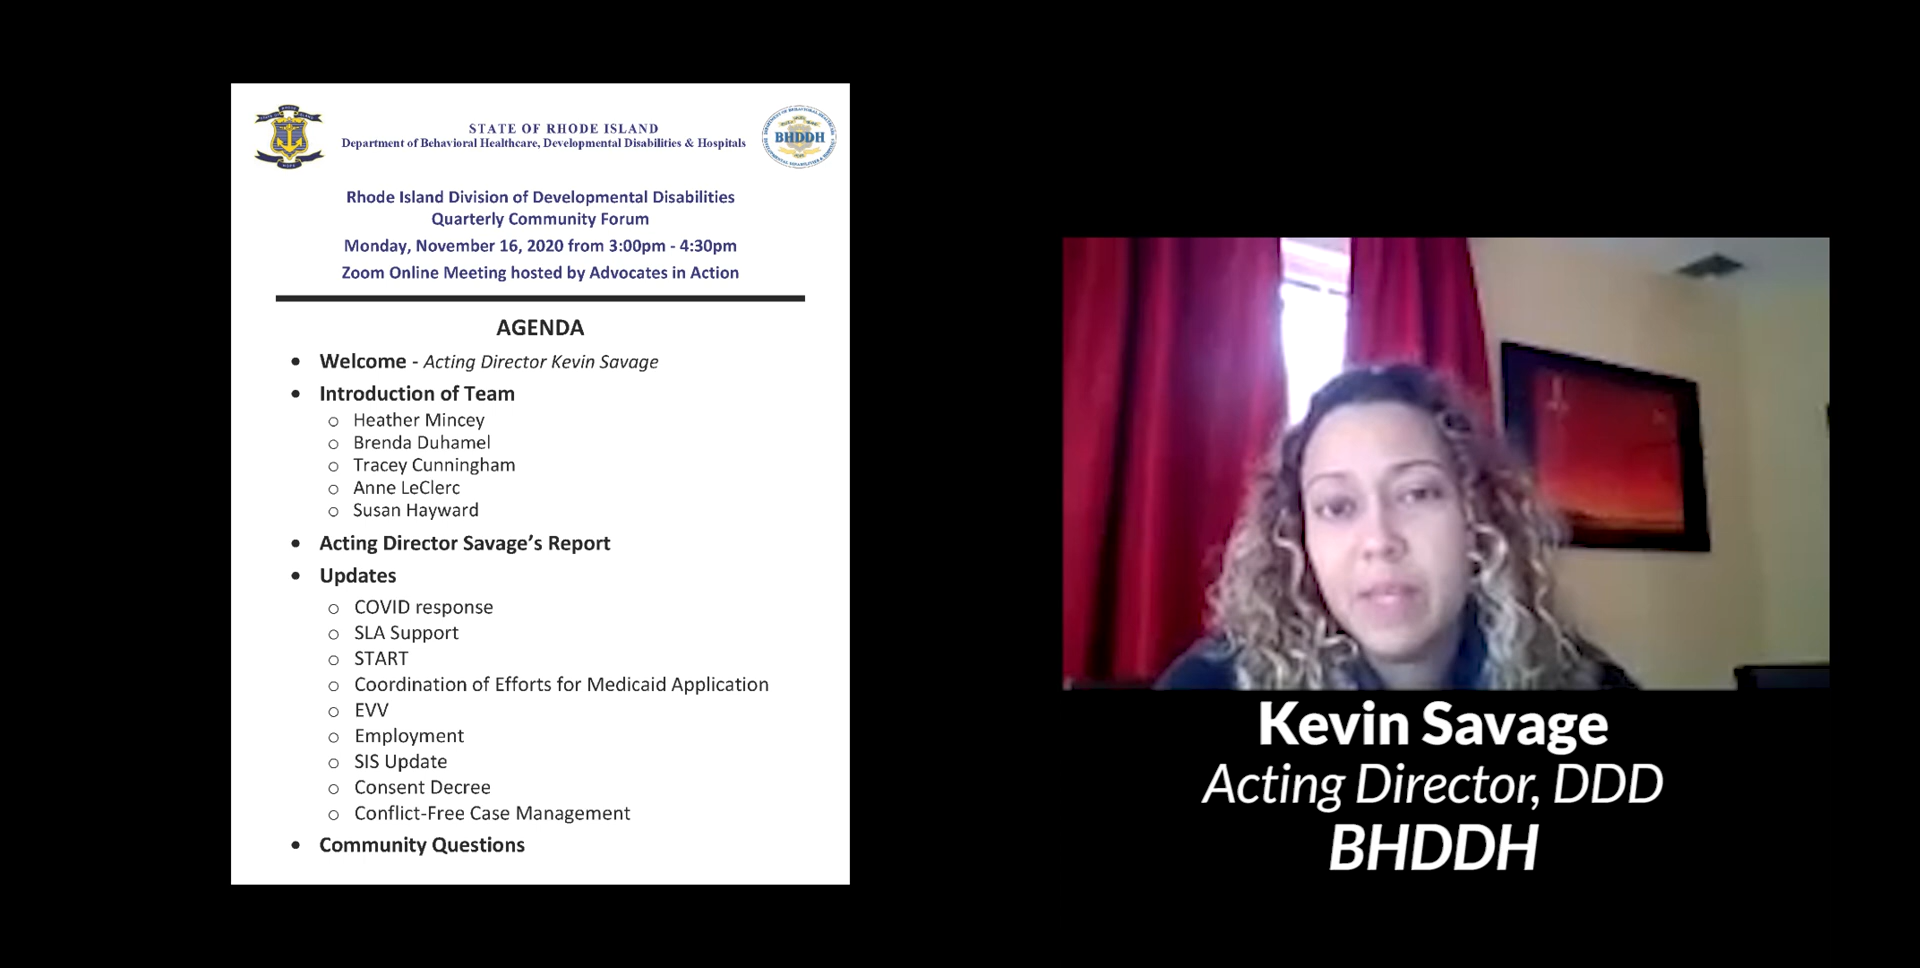 STATE OF RHODE ISLAND
Department of Behavioral Healthcare, Developmental Disabilities & Hospitals
BHDDH
Rhode Island Division of Developmental Disabilities
Quarterly Community Forum
Monday, November 16, 2020 from 3:00pm - 4:30pm
Zoom Online Meeting hosted by Advocates in Action
AGENDA
• Welcome - Acting Director Kevin Savage
• Introduction of Team
o Heather Mincey
o Brenda Duhamel
o Tracey Cunningham
o Anne LeClerc
o Susan Hayward
• Acting Director Savage’s Report
• Updates
o COVID response
o SLA Support
o START
o Coordination of Efforts for Medicaid Application
o EVV
o Employment
o SIS Update
o Consent Decree
o Conflict-Free Case Management
• Community Questions
Kevin Savage
Acting Director, DDD
BHDDH